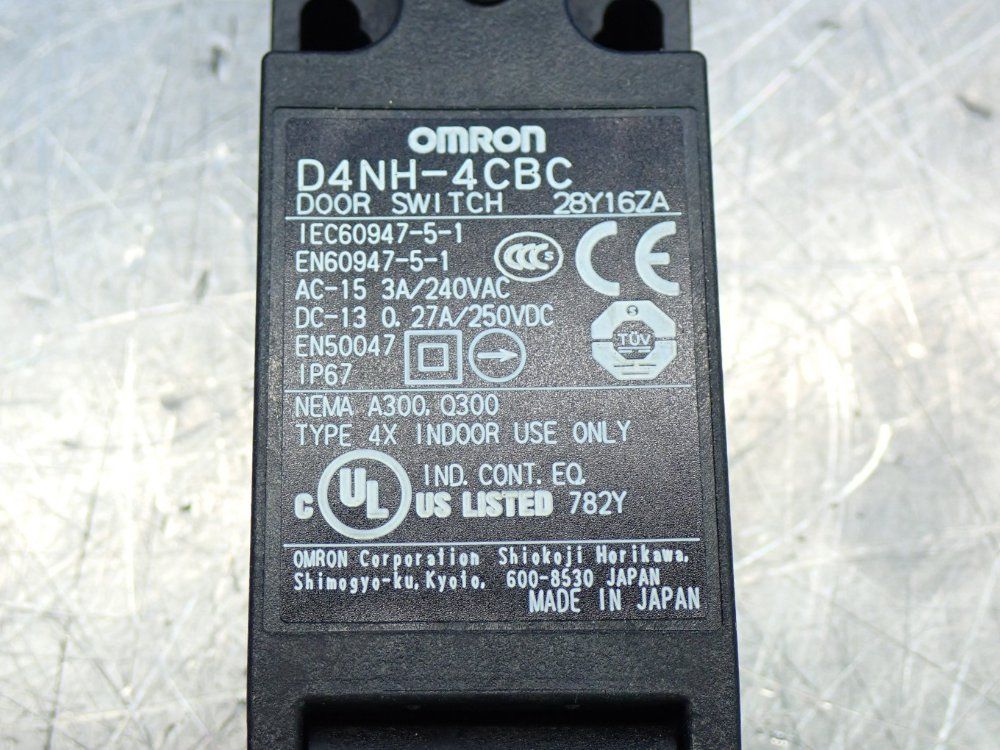 OMRON
D4NH-4CBC
DOOR SWITCH 28Y16ZA
IEC60947-5-1
EN60947-5-1
CCC S
CE
AC-15 3A/240VAC
DC-13 0.27A/250VDC
TÜV
EN50047
IP67
NEMA A300, Q300
TYPE 4X INDOOR USE ONLY
IND. CONT. EQ.
C UL US LISTED 782Y
OMRON Corporation Shiokoji Horikawa,
Shimogyo-ku, Kyoto, 600-8530 JAPAN
MADE IN JAPAN